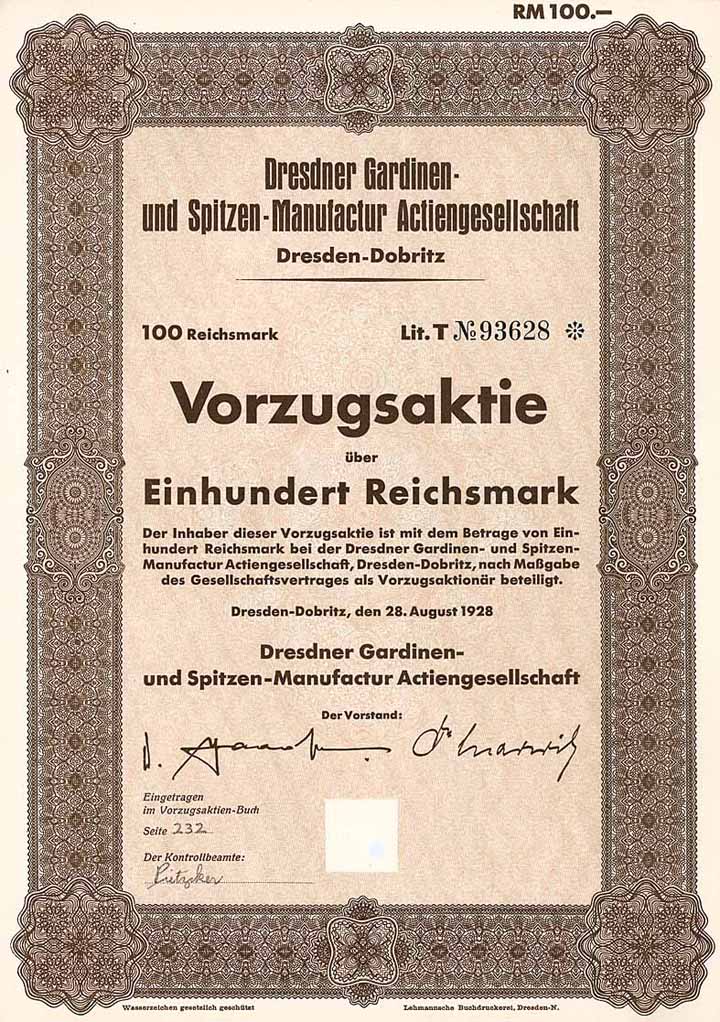 RM 100.—
Dresdner Gardinen-
und Spitzen-Manufactur Actiengesellschaft
Dresden-Dobritz
100 Reichsmark Lit. T № 93628 *
Vorzugsaktie
über
Einhundert Reichsmark
Der Inhaber dieser Vorzugsaktie ist mit dem Betrage von Ein-
hundert Reichsmark bei der Dresdner Gardinen- und Spitzen-
Manufactur Actiengesellschaft, Dresden-Dobritz, nach Maßgabe
des Gesellschaftsvertrages als Vorzugsaktionär beteiligt.
Dresden-Dobritz, den 28. August 1928
Dresdner Gardinen-
und Spitzen-Manufactur Actiengesellschaft
Der Vorstand:
Eingetragen
im Vorzugsaktien-Buch
Seite 232
Der Kontrollbeamte:
Wasserzeichen gesetzlich geschützt Lehmannsche Buchdruckerei, Dresden-N.